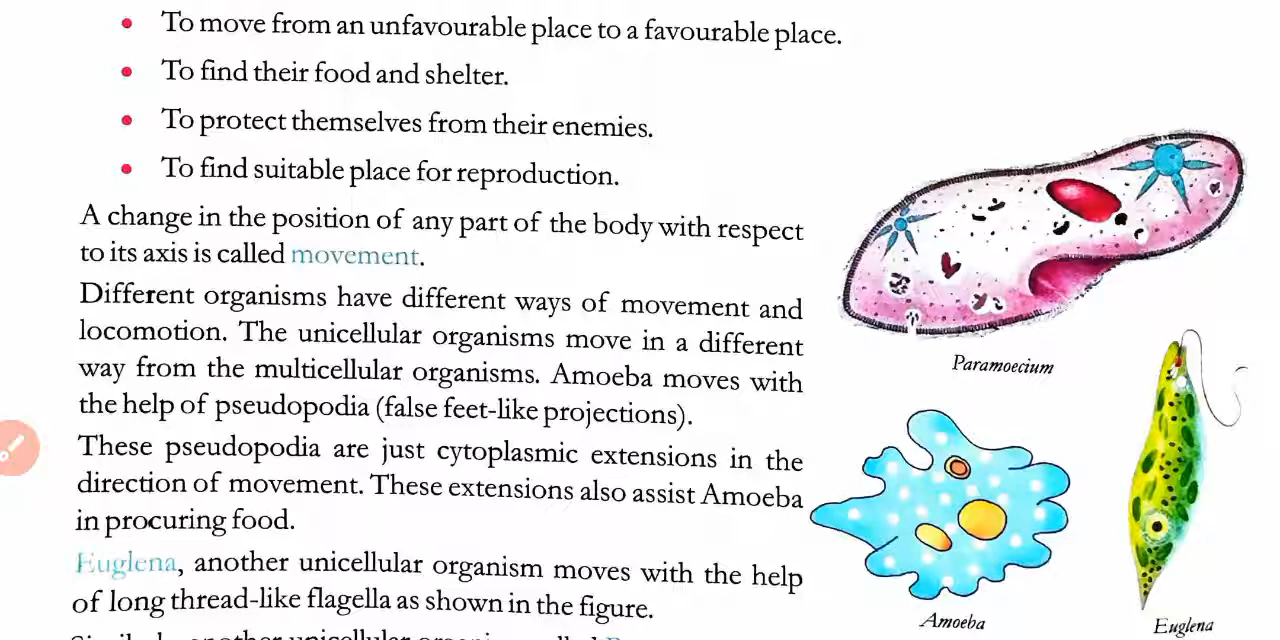 • To move from an unfavourable place to a favourable place.
• To find their food and shelter.
• To protect themselves from their enemies.
• To find suitable place for reproduction.
A change in the position of any part of the body with respect
to its axis is called movement.
Different organisms have different ways of movement and
locomotion. The unicellular organisms move in a different
way from the multicellular organisms. Amoeba moves with
the help of pseudopodia (false feet-like projections).
These pseudopodia are just cytoplasmic extensions in the
direction of movement. These extensions also assist Amoeba
in procuring food.
Euglena, another unicellular organism moves with the help
of long thread-like flagella as shown in the figure.
Paramoecium
Amoeba
Euglena